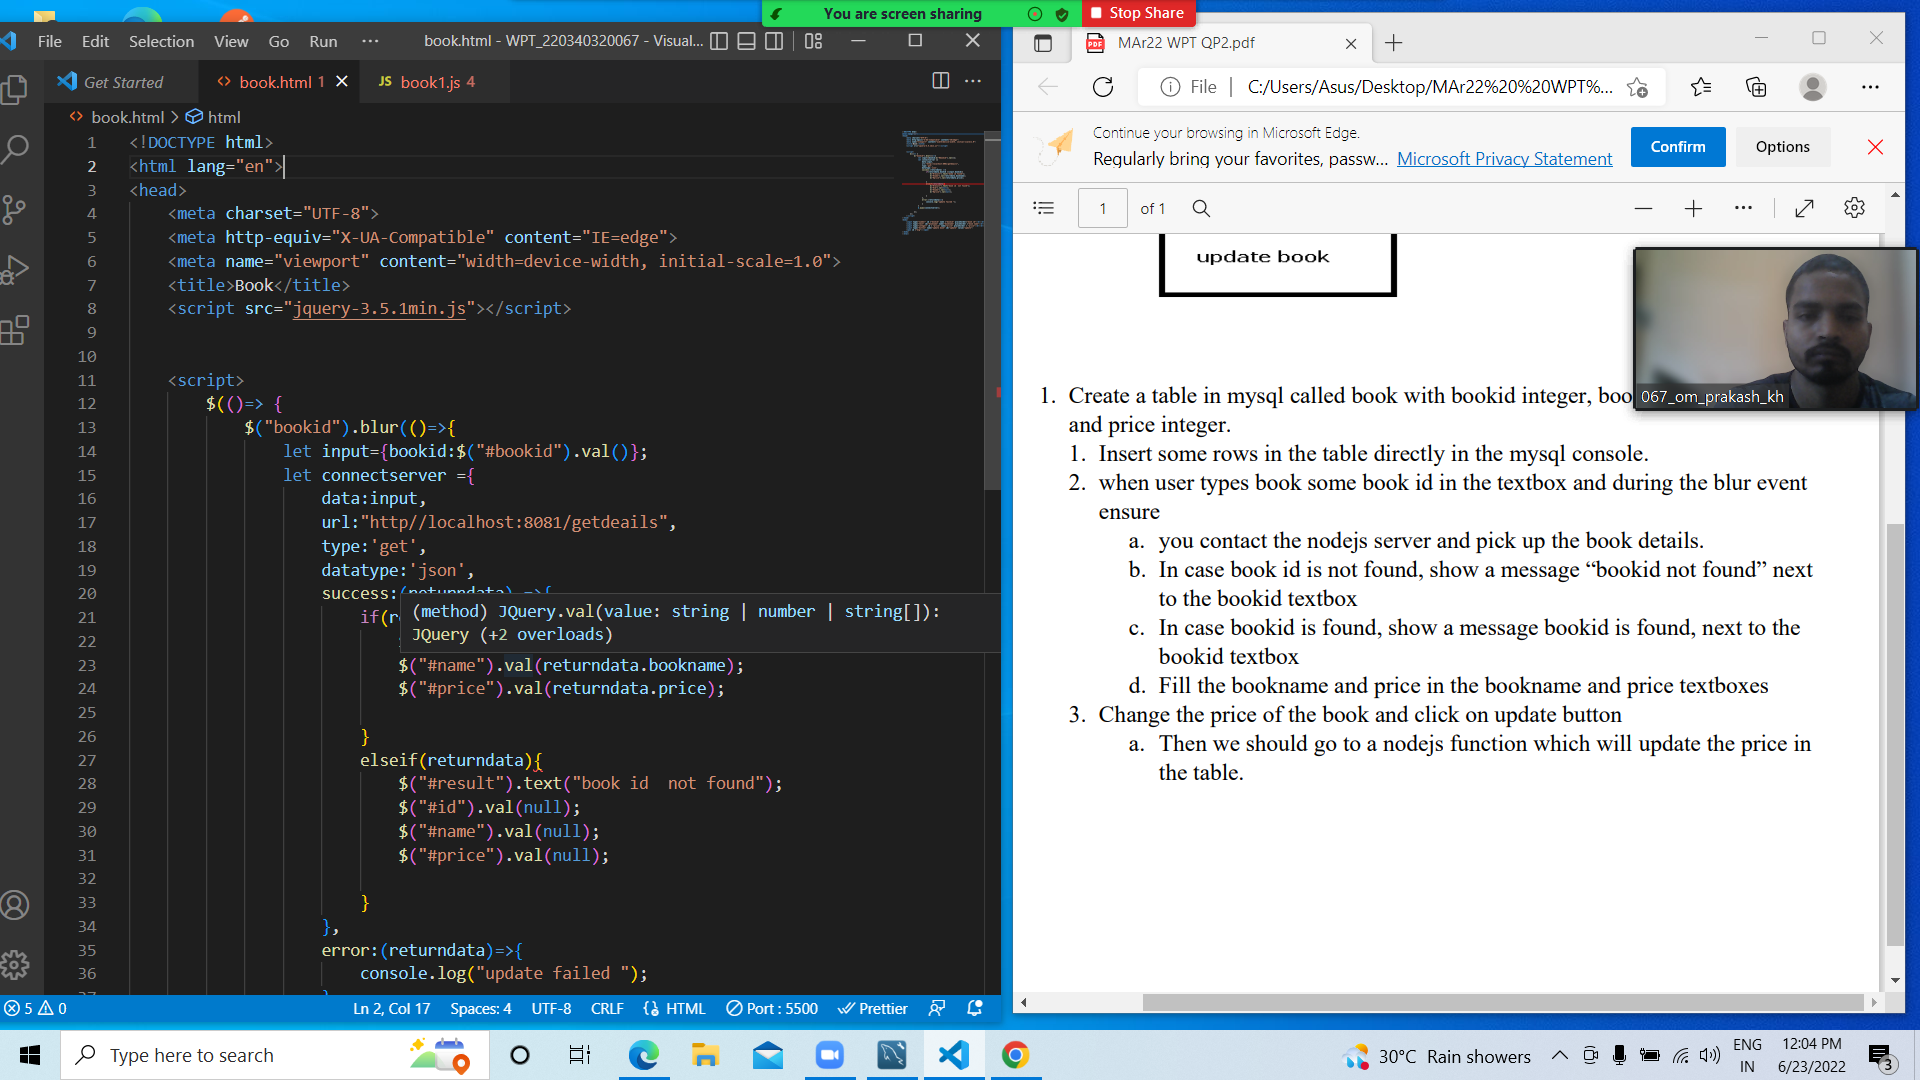 You are screen sharing
Stop Share
File Edit Selection View Go Run ··· book.html - WPT_220340320067 - Visual...
Get Started
book.html 1
JS book1.js 4
book.html > html
1 <!DOCTYPE html>
2 <html lang="en">
3 <head>
4 <meta charset="UTF-8">
5 <meta http-equiv="X-UA-Compatible" content="IE=edge">
6 <meta name="viewport" content="width=device-width, initial-scale=1.0">
7 <title>Book</title>
8 <script src="jquery-3.5.1min.js"></script>
9
10
11 <script>
12 $(()=> {
13 $("bookid").blur(()=>{
14 let input={bookid:$("#bookid").val()};
15 let connectserver ={
16 data:input,
17 url:"http//localhost:8081/getdeails",
18 type:'get',
19 datatype:'json',
20 success:(returndata) =>{
21 if(r
(method) JQuery.val(value: string | number | string[]):
JQuery (+2 overloads)
22
23 $("#name").val(returndata.bookname);
24 $("#price").val(returndata.price);
25
26 }
27 elseif(returndata){
28 $("#result").text("book id  not found");
29 $("#id").val(null);
30 $("#name").val(null);
31 $("#price").val(null);
32
33 }
34 },
35 error:(returndata)=>{
36 console.log("update failed ");
5 0
Ln 2, Col 17 Spaces: 4 UTF-8 CRLF HTML Port : 5500 Prettier
MAr22 WPT QP2.pdf
File C:/Users/Asus/Desktop/MAr22%20%20WPT%...
Continue your browsing in Microsoft Edge.
Regularly bring your favorites, passw... Microsoft Privacy Statement
Confirm
Options
1 of 1
update book
067_om_prakash_kh
1. Create a table in mysql called book with bookid integer, boo
and price integer.
1. Insert some rows in the table directly in the mysql console.
2. when user types book some book id in the textbox and during the blur event
ensure
a. you contact the nodejs server and pick up the book details.
b. In case book id is not found, show a message “bookid not found” next
to the bookid textbox
c. In case bookid is found, show a message bookid is found, next to the
bookid textbox
d. Fill the bookname and price in the bookname and price textboxes
3. Change the price of the book and click on update button
a. Then we should go to a nodejs function which will update the price in
the table.
Type here to search
30°C Rain showers
ENG
IN
12:04 PM
6/23/2022
3